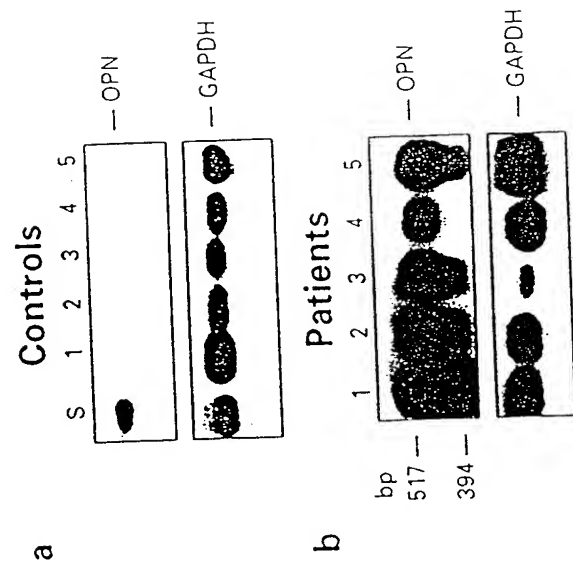 a
Controls
S 1 2 3 4 5
— OPN
— GAPDH
b
Patients
1 2 3 4 5
bp
517 —
394 —
— OPN
— GAPDH